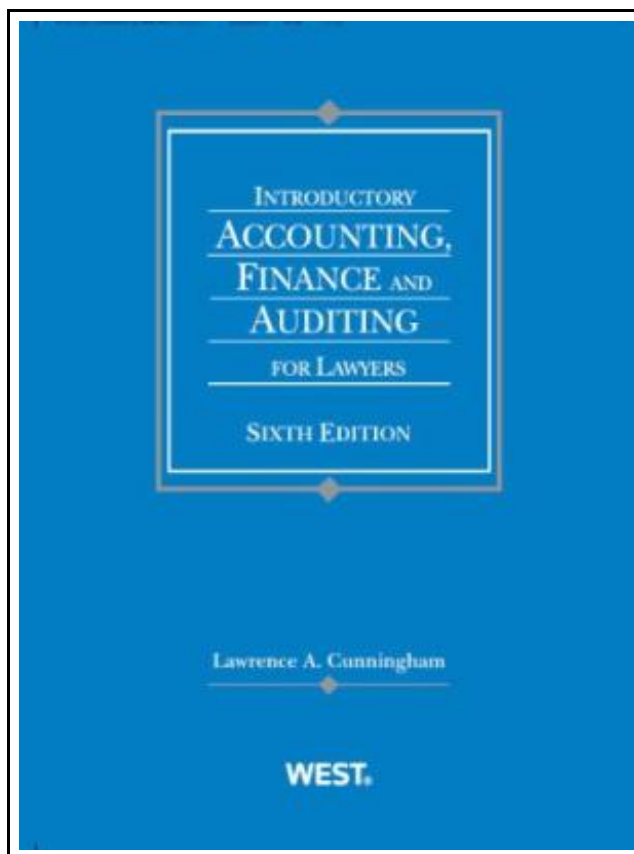 INTRODUCTORY
ACCOUNTING,
FINANCE AND
AUDITING
FOR LAWYERS
SIXTH EDITION
Lawrence A. Cunningham
WEST®